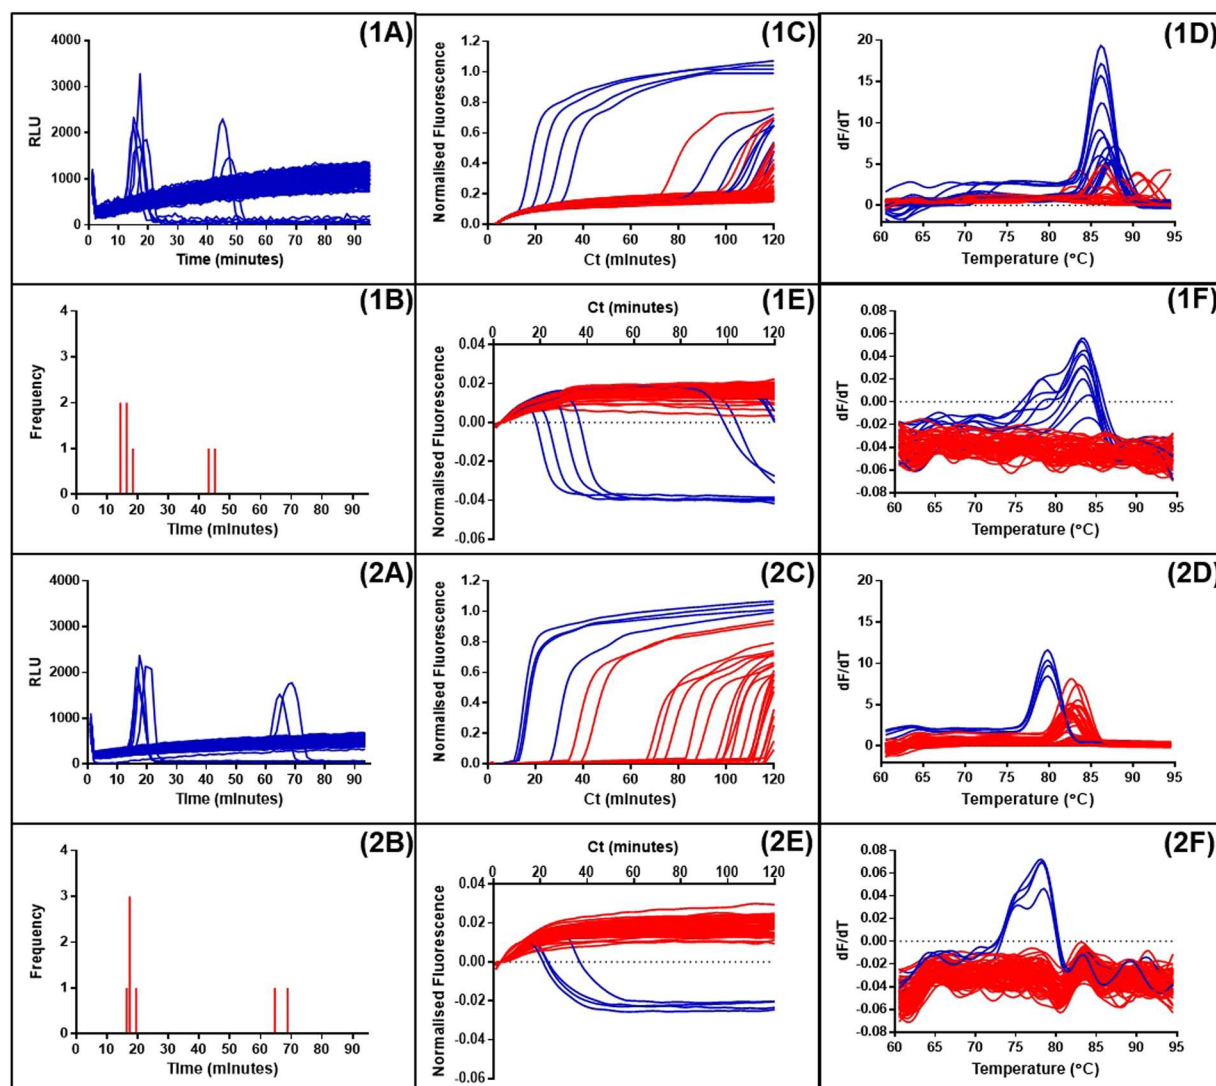 (1A)
4000
3000
2000
1000
0
RLU
0 10 20 30 40 50 60 70 80 90
Time (minutes)
(1C)
1.2
1.0
0.8
0.6
0.4
0.2
0.0
Normalised Fluorescence
0 20 40 60 80 100 120
Ct (minutes)
(1D)
20
15
10
5
0
dF/dT
60 65 70 75 80 85 90 95
Temperature (°C)
(1B)
4
3
2
1
0
Frequency
0 10 20 30 40 50 60 70 80 90
Time (minutes)
(1E)
Ct (minutes)
0 20 40 60 80 100 120
0.04
0.02
0.00
-0.02
-0.04
-0.06
Normalised Fluorescence
(1F)
0.08
0.06
0.04
0.02
0.00
-0.02
-0.04
-0.06
-0.08
dF/dT
60 65 70 75 80 85 90 95
Temperature (°C)
(2A)
4000
3000
2000
1000
0
RLU
0 10 20 30 40 50 60 70 80 90
Time (minutes)
(2C)
1.2
1.0
0.8
0.6
0.4
0.2
0.0
Normalised Fluorescence
0 20 40 60 80 100 120
Ct (minutes)
(2D)
20
15
10
5
0
dF/dT
60 65 70 75 80 85 90 95
Temperature (°C)
(2B)
4
3
2
1
0
Frequency
0 10 20 30 40 50 60 70 80 90
Time (minutes)
(2E)
Ct (minutes)
0 20 40 60 80 100 120
0.04
0.02
0.00
-0.02
-0.04
-0.06
Normalised Fluorescence
(2F)
0.08
0.06
0.04
0.02
0.00
-0.02
-0.04
-0.06
-0.08
dF/dT
60 65 70 75 80 85 90 95
Temperature (°C)